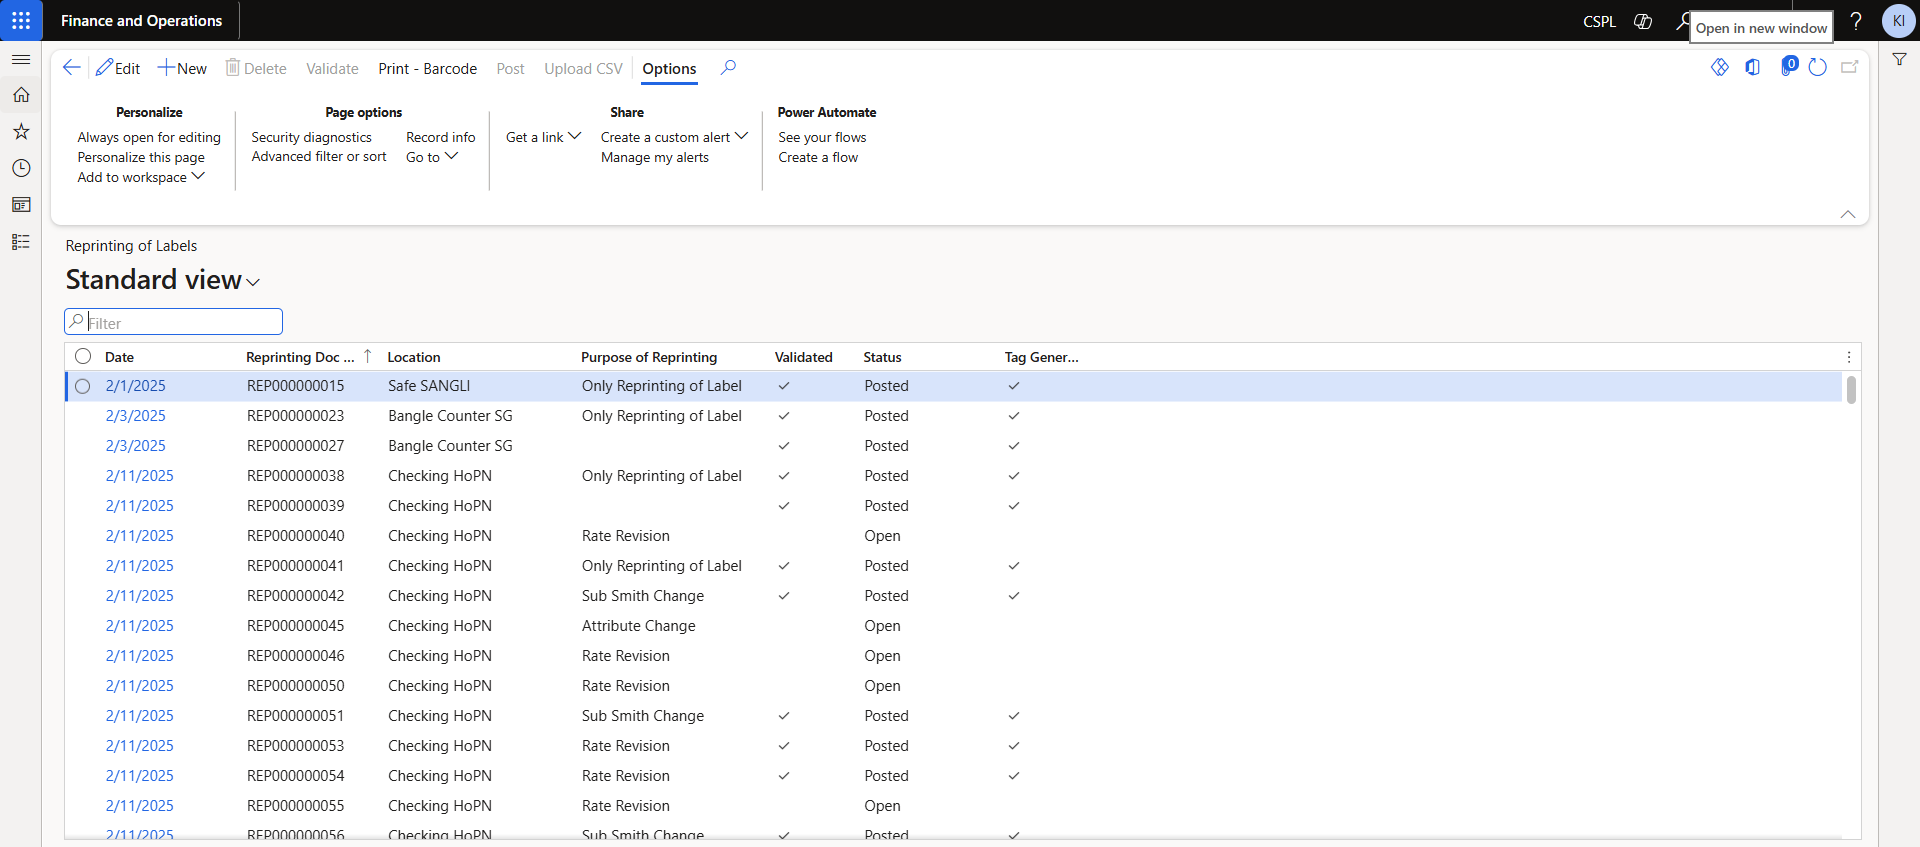 Finance and Operations
CSPL
Open in new window
?
KI
Edit
New
Delete
Validate
Print - Barcode
Post
Upload CSV
Options
0
Personalize
Always open for editing
Personalize this page
Add to workspace
Page options
Security diagnostics
Advanced filter or sort
Record info
Go to
Share
Get a link
Create a custom alert
Manage my alerts
Power Automate
See your flows
Create a flow
Reprinting of Labels
Standard view
Filter
Date Reprinting Doc ... Location Purpose of Reprinting Validated Status Tag Gener...
2/1/2025 REP000000015 Safe SANGLI Only Reprinting of Label Posted
2/3/2025 REP000000023 Bangle Counter SG Only Reprinting of Label Posted
2/3/2025 REP000000027 Bangle Counter SG Posted
2/11/2025 REP000000038 Checking HoPN Only Reprinting of Label Posted
2/11/2025 REP000000039 Checking HoPN Posted
2/11/2025 REP000000040 Checking HoPN Rate Revision Open
2/11/2025 REP000000041 Checking HoPN Only Reprinting of Label Posted
2/11/2025 REP000000042 Checking HoPN Sub Smith Change Posted
2/11/2025 REP000000045 Checking HoPN Attribute Change Open
2/11/2025 REP000000046 Checking HoPN Rate Revision Open
2/11/2025 REP000000050 Checking HoPN Rate Revision Open
2/11/2025 REP000000051 Checking HoPN Sub Smith Change Posted
2/11/2025 REP000000053 Checking HoPN Rate Revision Posted
2/11/2025 REP000000054 Checking HoPN Rate Revision Posted
2/11/2025 REP000000055 Checking HoPN Rate Revision Open
2/11/2025 REP000000056 Checking HoPN Sub Smith Change Posted